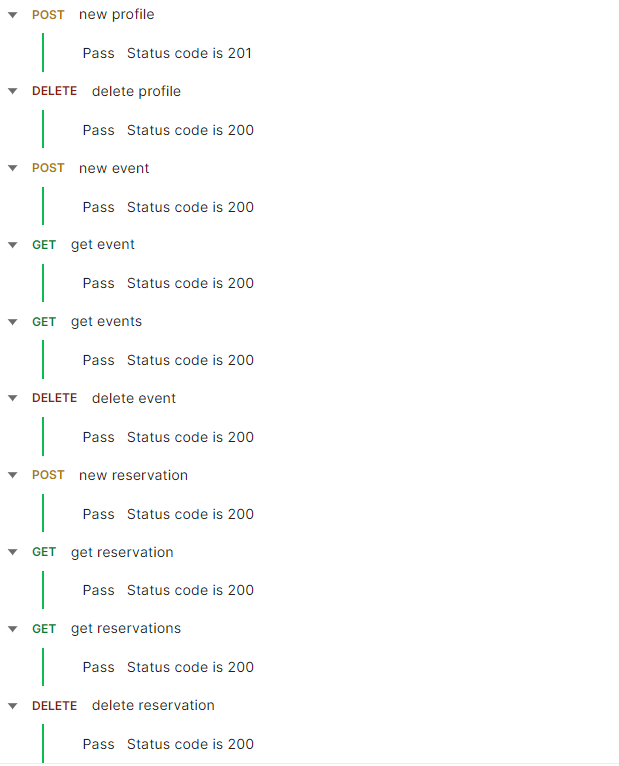 POST new profile
Pass Status code is 201
DELETE delete profile
Pass Status code is 200
POST new event
Pass Status code is 200
GET get event
Pass Status code is 200
GET get events
Pass Status code is 200
DELETE delete event
Pass Status code is 200
POST new reservation
Pass Status code is 200
GET get reservation
Pass Status code is 200
GET get reservations
Pass Status code is 200
DELETE delete reservation
Pass Status code is 200